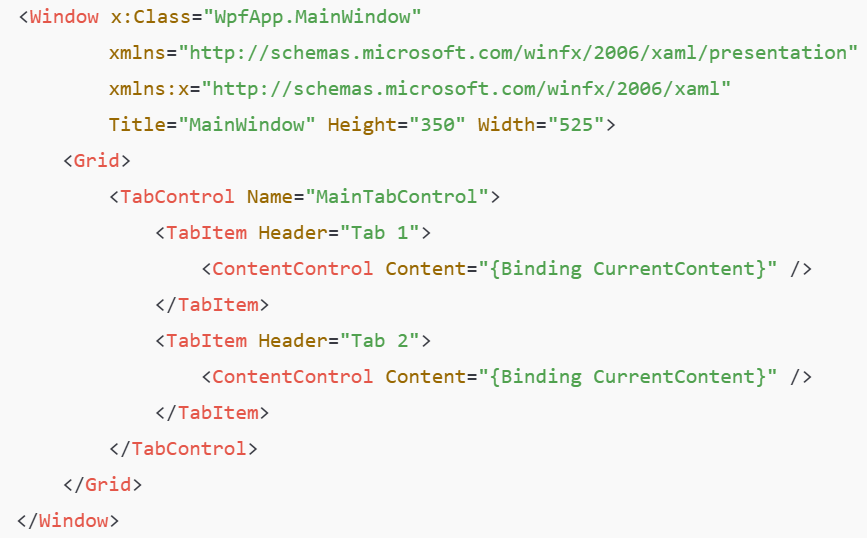 <Window x:Class="WpfApp.MainWindow"
        xmlns="http://schemas.microsoft.com/winfx/2006/xaml/presentation"
        xmlns:x="http://schemas.microsoft.com/winfx/2006/xaml"
        Title="MainWindow" Height="350" Width="525">
    <Grid>
        <TabControl Name="MainTabControl">
            <TabItem Header="Tab 1">
                <ContentControl Content="{Binding CurrentContent}" />
            </TabItem>
            <TabItem Header="Tab 2">
                <ContentControl Content="{Binding CurrentContent}" />
            </TabItem>
        </TabControl>
    </Grid>
</Window>